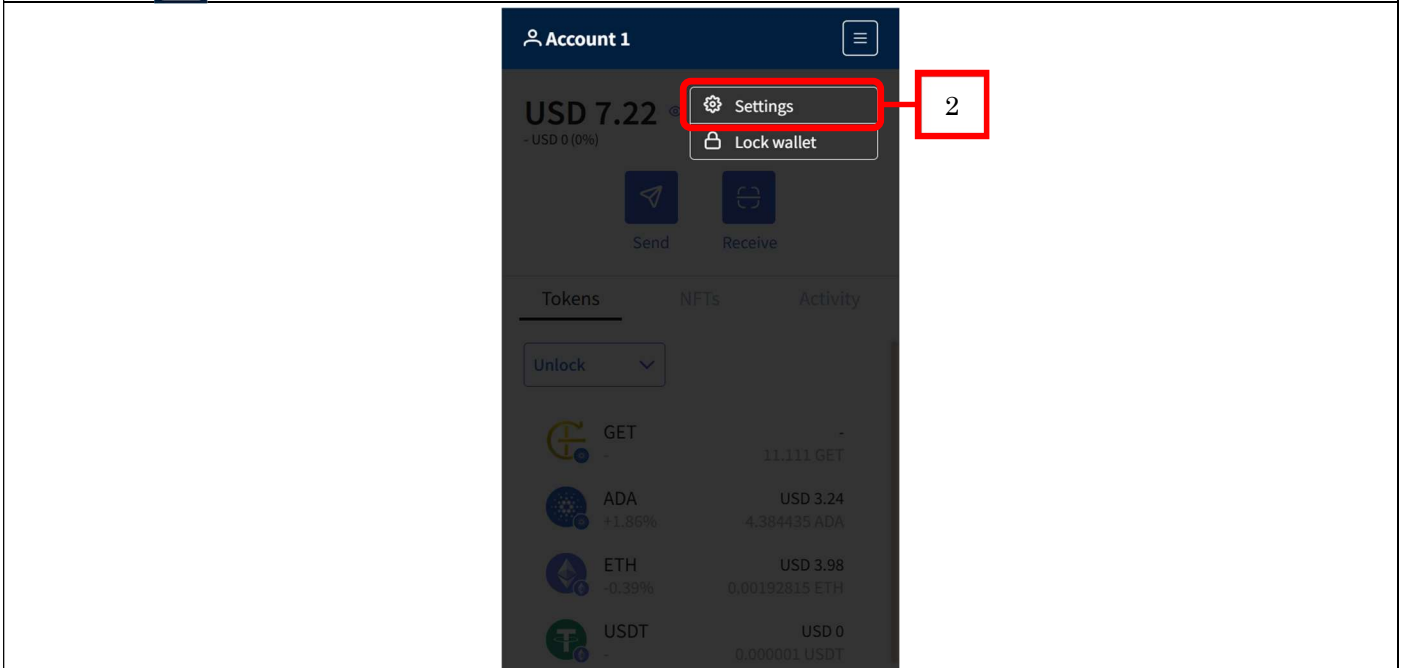 Account 1
Settings
2
USD 7.22
- USD 0 (0%)
Lock wallet
Send
Receive
Tokens
NFTs
Activity
Unlock
GET
-
-
11.111 GET
ADA
USD 3.24
+1.86%
4.384435 ADA
ETH
USD 3.98
-0.39%
0.00192815 ETH
USDT
USD 0
-
0.000001 USDT